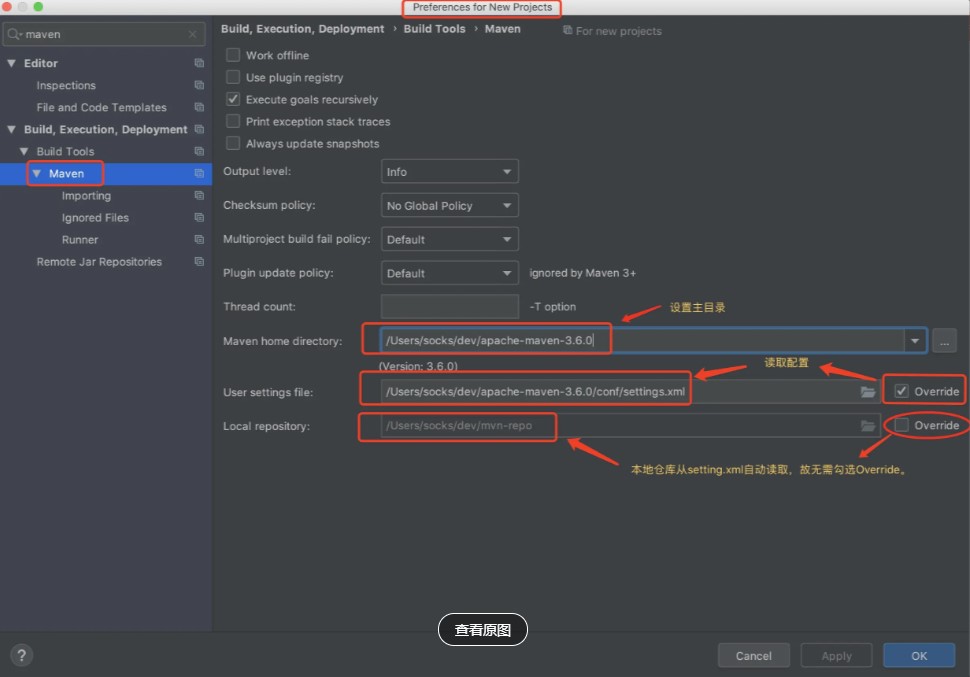 Preferences for New Projects
maven
Build, Execution, Deployment › Build Tools › Maven For new projects
Editor
Inspections
File and Code Templates
Build, Execution, Deployment
Build Tools
Maven
Importing
Ignored Files
Runner
Remote Jar Repositories
Work offline
Use plugin registry
Execute goals recursively
Print exception stack traces
Always update snapshots
Output level: Info
Checksum policy: No Global Policy
Multiproject build fail policy: Default
Plugin update policy: Default ignored by Maven 3+
Thread count: -T option
设置主目录
Maven home directory: /Users/socks/dev/apache-maven-3.6.0 ...
(Version: 3.6.0)
读取配置
User settings file: /Users/socks/dev/apache-maven-3.6.0/conf/settings.xml Override
Local repository: /Users/socks/dev/mvn-repo Override
本地仓库从setting.xml自动读取，故无需勾选Override。
查看原图
? Cancel Apply OK